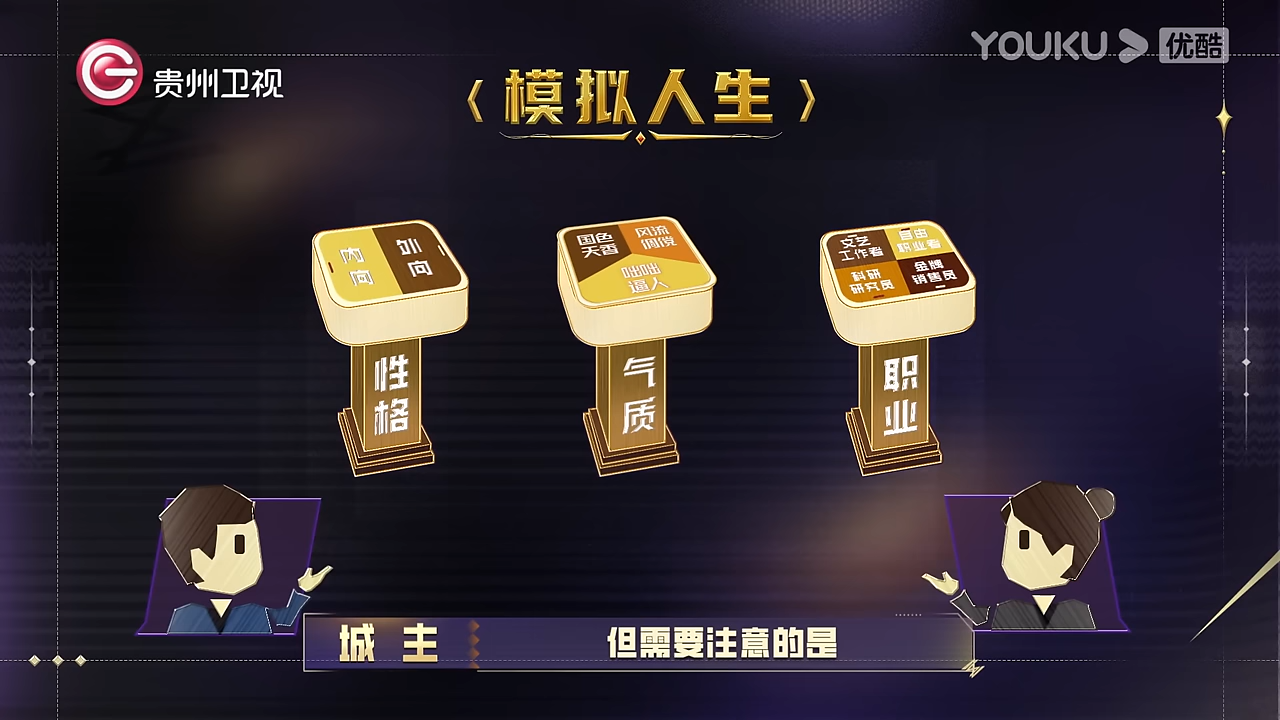 贵州卫视
YOUKU 优酷
模拟人生
内向
外向
国色
天香
风流
倜傥
咄咄
逼人
文艺
工作者
自由
职业者
科研
研究员
金牌
销售员
性格
气质
职业
城主
但需要注意的是